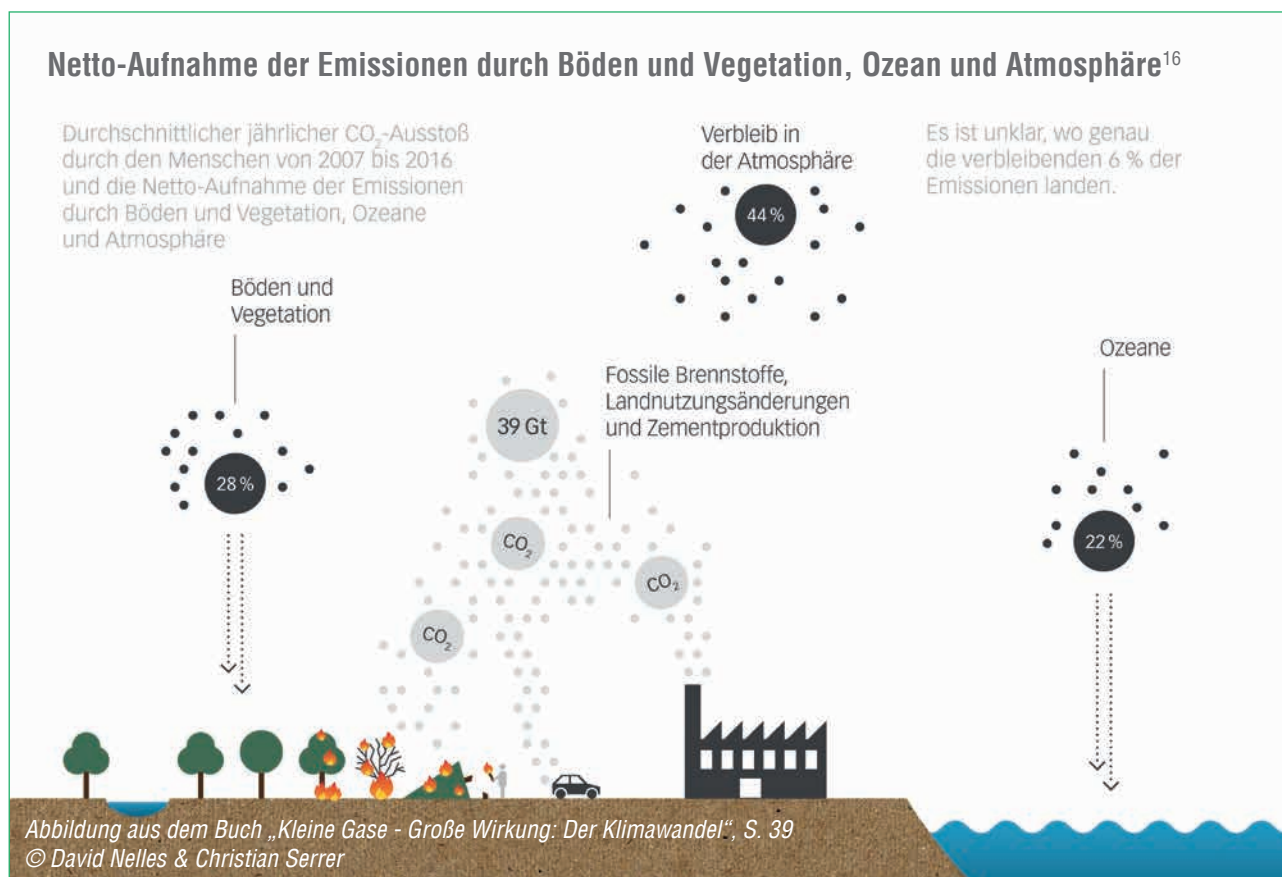 Netto-Aufnahme der Emissionen durch Böden und Vegetation, Ozean und Atmosphäre¹⁶
Durchschnittlicher jährlicher CO₂-Ausstoß
durch den Menschen von 2007 bis 2016
und die Netto-Aufnahme der Emissionen
durch Böden und Vegetation, Ozeane
und Atmosphäre
Verbleib in
der Atmosphäre
44 %
Es ist unklar, wo genau
die verbleibenden 6 % der
Emissionen landen.
Böden und
Vegetation
28 %
39 Gt
Fossile Brennstoffe,
Landnutzungsänderungen
und Zementproduktion
CO₂
CO₂
CO₂
Ozeane
22 %
Abbildung aus dem Buch „Kleine Gase - Große Wirkung: Der Klimawandel“, S. 39
© David Nelles & Christian Serrer